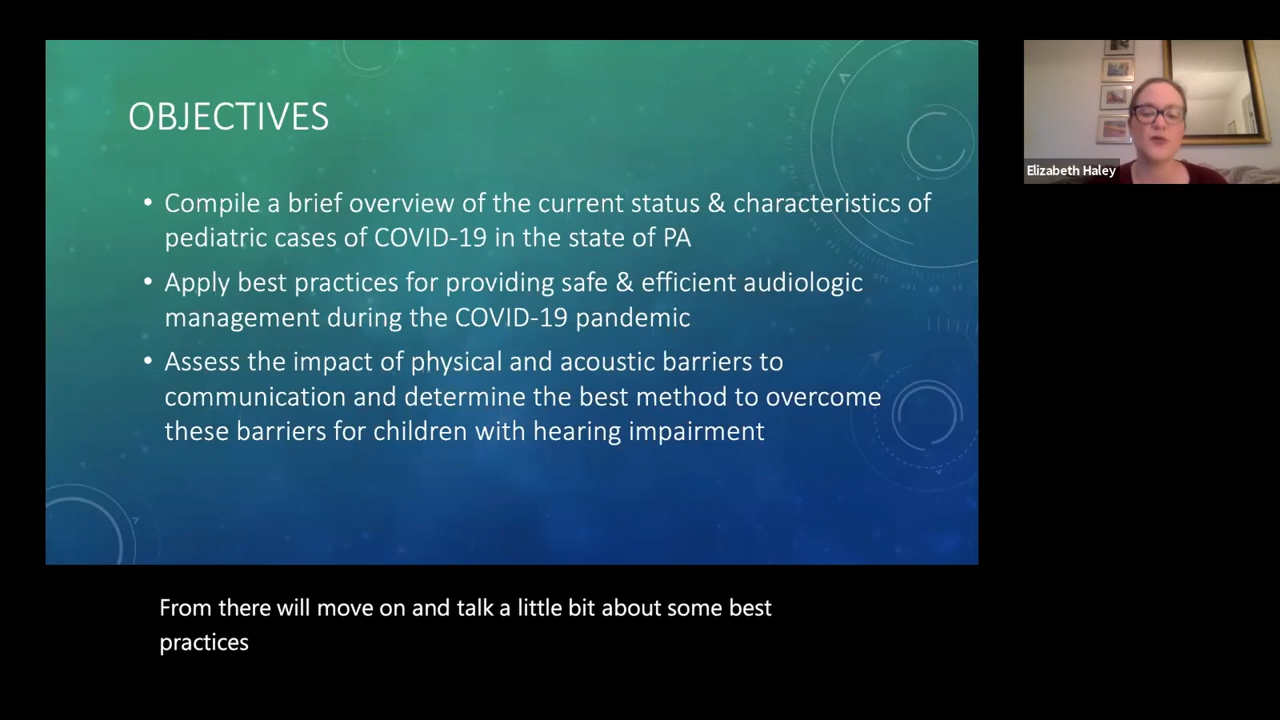 OBJECTIVES
• Compile a brief overview of the current status & characteristics of
pediatric cases of COVID-19 in the state of PA
• Apply best practices for providing safe & efficient audiologic
management during the COVID-19 pandemic
• Assess the impact of physical and acoustic barriers to
communication and determine the best method to overcome
these barriers for children with hearing impairment
Elizabeth Haley
From there will move on and talk a little bit about some best
practices